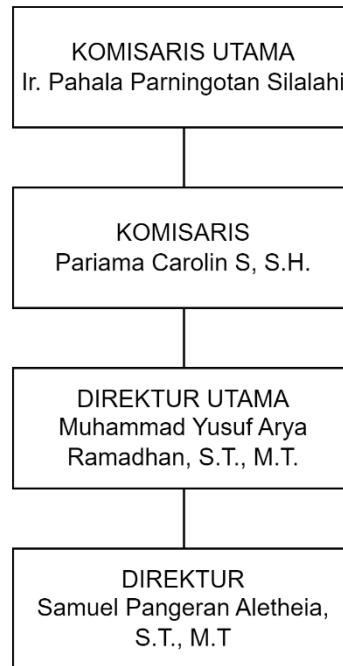 KOMISARIS UTAMA
Ir. Pahala Parningotan Silalahi
KOMISARIS
Pariama Carolin S, S.H.
DIREKTUR UTAMA
Muhammad Yusuf Arya
Ramadhan, S.T., M.T.
DIREKTUR
Samuel Pangeran Aletheia,
S.T., M.T